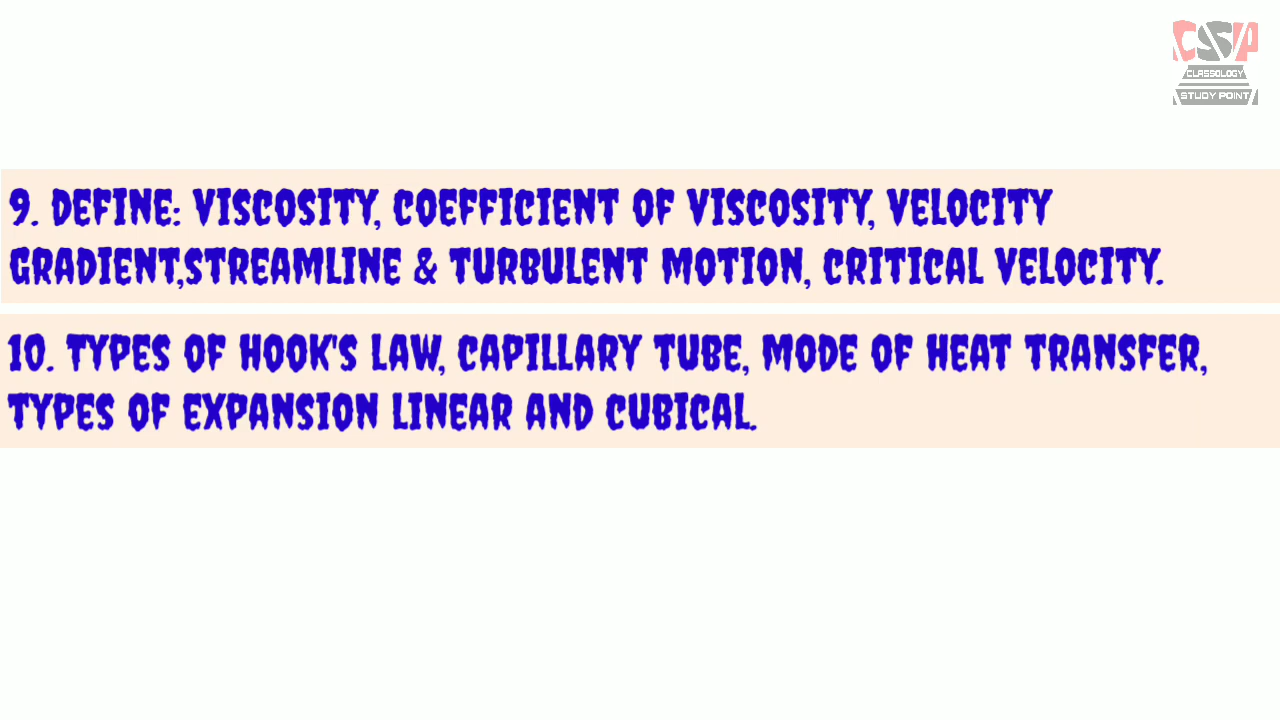 CSP
CLASSOLOGY
STUDY POINT
9. DEFINE: VISCOSITY, COEFFICIENT OF VISCOSITY, VELOCITY
GRADIENT,STREAMLINE & TURBULENT MOTION, CRITICAL VELOCITY.
10. TYPES OF HOOK'S LAW, CAPILLARY TUBE, MODE OF HEAT TRANSFER,
TYPES OF EXPANSION LINEAR AND CUBICAL.